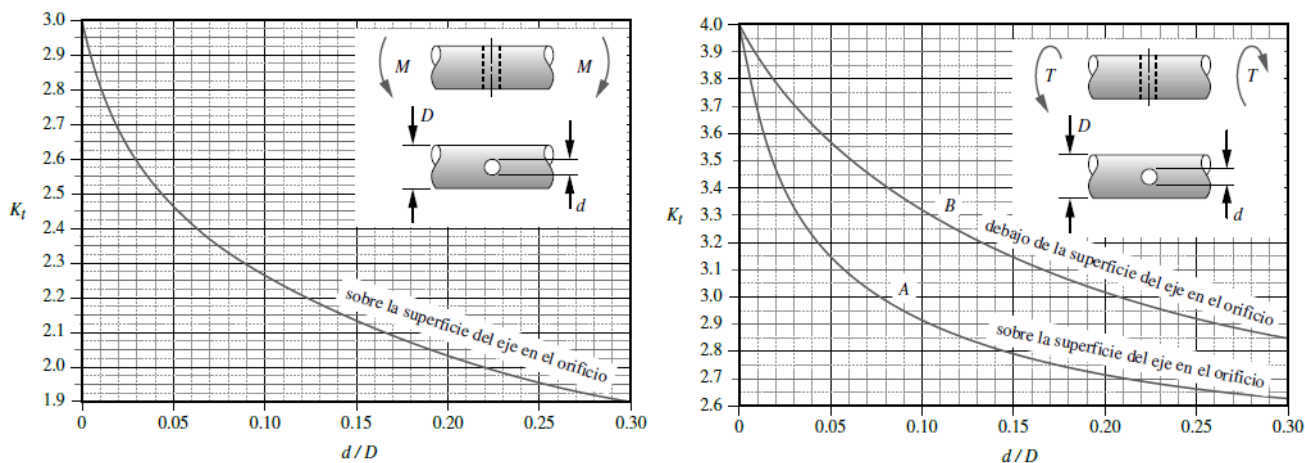 3.0
2.9
2.8
2.7
2.6
2.5
2.4
2.3
2.2
2.1
2.0
1.9
K_t
0 0.05 0.10 0.15 0.20 0.25 0.30
d / D
M M
D
d
sobre la superficie del eje en el orificio
4.0
3.9
3.8
3.7
3.6
3.5
3.4
3.3
3.2
3.1
3.0
2.9
2.8
2.7
2.6
K_t
0 0.05 0.10 0.15 0.20 0.25 0.30
d / D
T T
D
d
B
debajo de la superficie del eje en el orificio
A
sobre la superficie del eje en el orificio